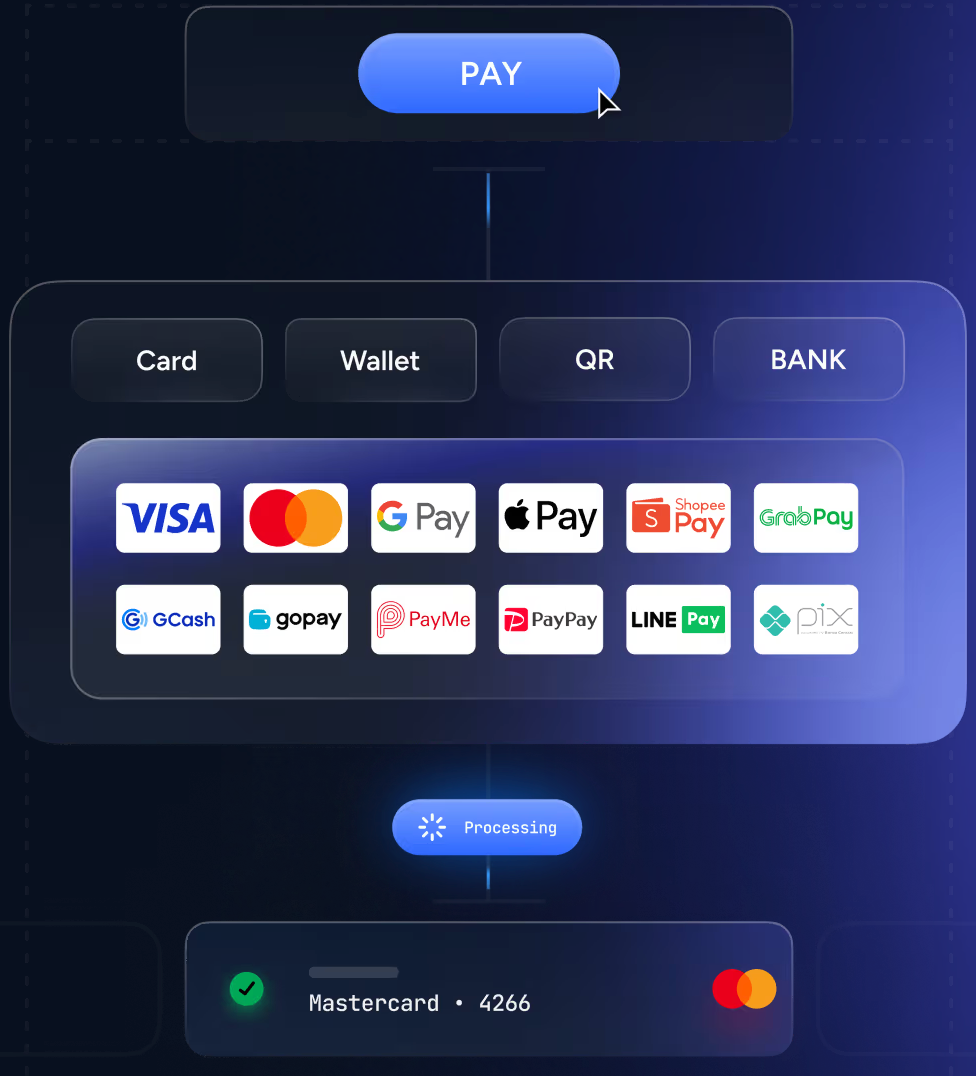 PAY
Card
Wallet
QR
BANK
VISA
G Pay
Pay
S Shopee Pay
GrabPay
G GCash
gopay
PayMe
PayPay
LINE Pay
pix
Processing
Mastercard • 4266